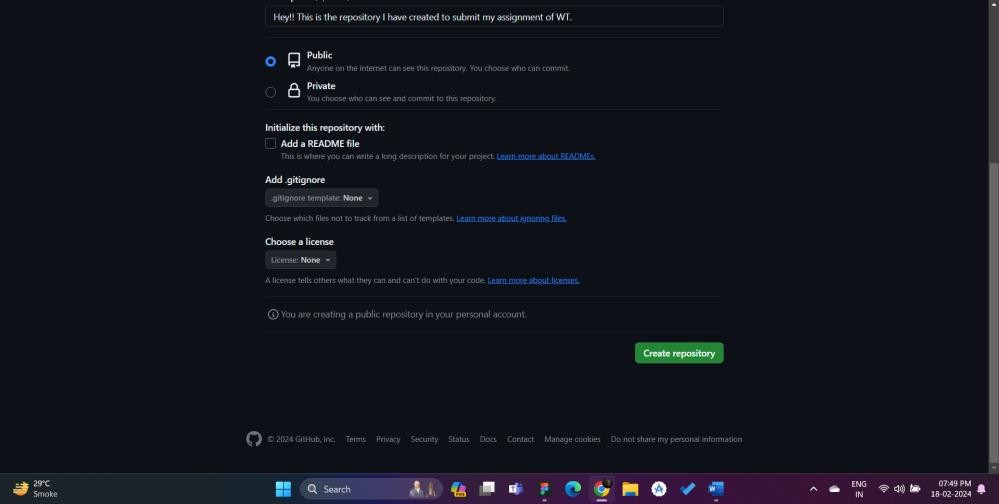 Hey!! This is the repository I have created to submit my assignment of WT.
Public
Anyone on the internet can see this repository. You choose who can commit.
Private
You choose who can see and commit to this repository.
Initialize this repository with:
Add a README file
This is where you can write a long description for your project. Learn more about READMEs.
Add .gitignore
.gitignore template: None
Choose which files not to track from a list of templates. Learn more about ignoring files.
Choose a license
License: None
A license tells others what they can and can't do with your code. Learn more about licenses.
You are creating a public repository in your personal account.
Create repository
© 2024 GitHub, Inc. Terms Privacy Security Status Docs Contact Manage cookies Do not share my personal information
29°C
Smoke
Search
ENG
IN
07:49 PM
18-02-2024